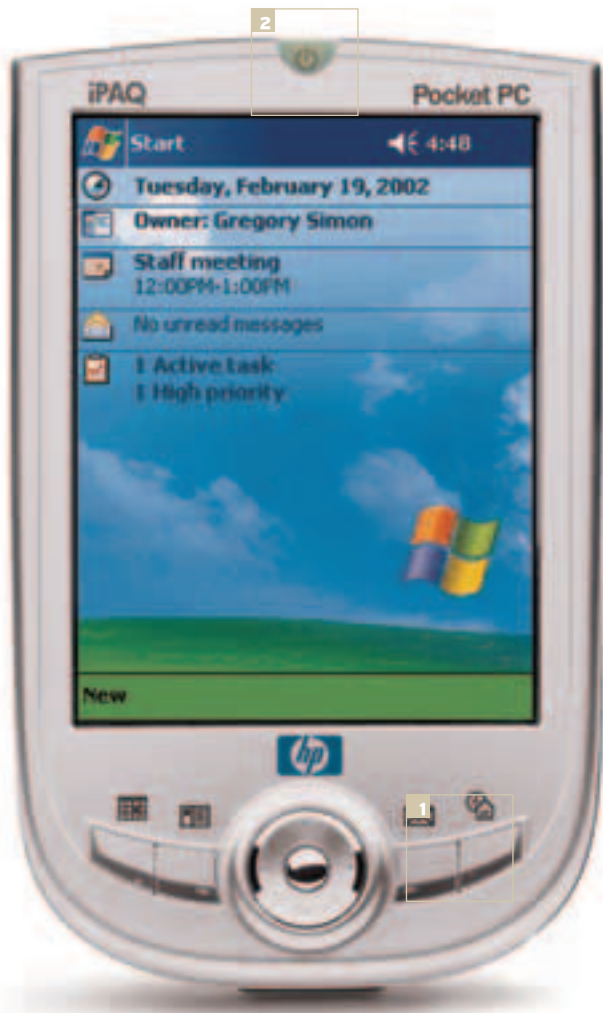 2
iPAQ
Pocket PC
Start 4:48
Tuesday, February 19, 2002
Owner: Gregory Simon
Staff meeting
12:00PM-1:00PM
No unread messages
1 Active task
1 High priority
New
hp
1